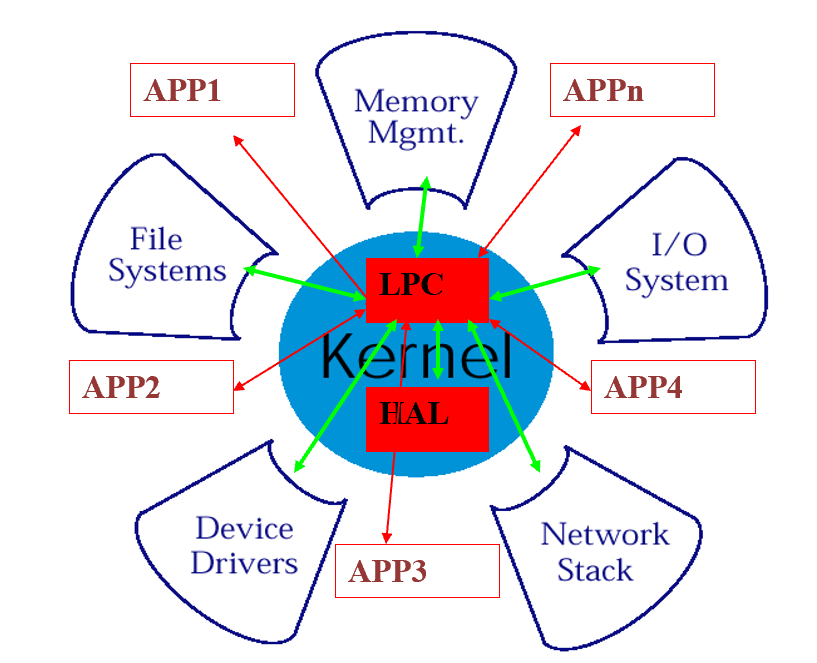 APP1
Memory
Mgmt.
APPn
File
Systems
I/O
System
LPC
Kernel
APP2
HAL
APP4
Device
Drivers
APP3
Network
Stack